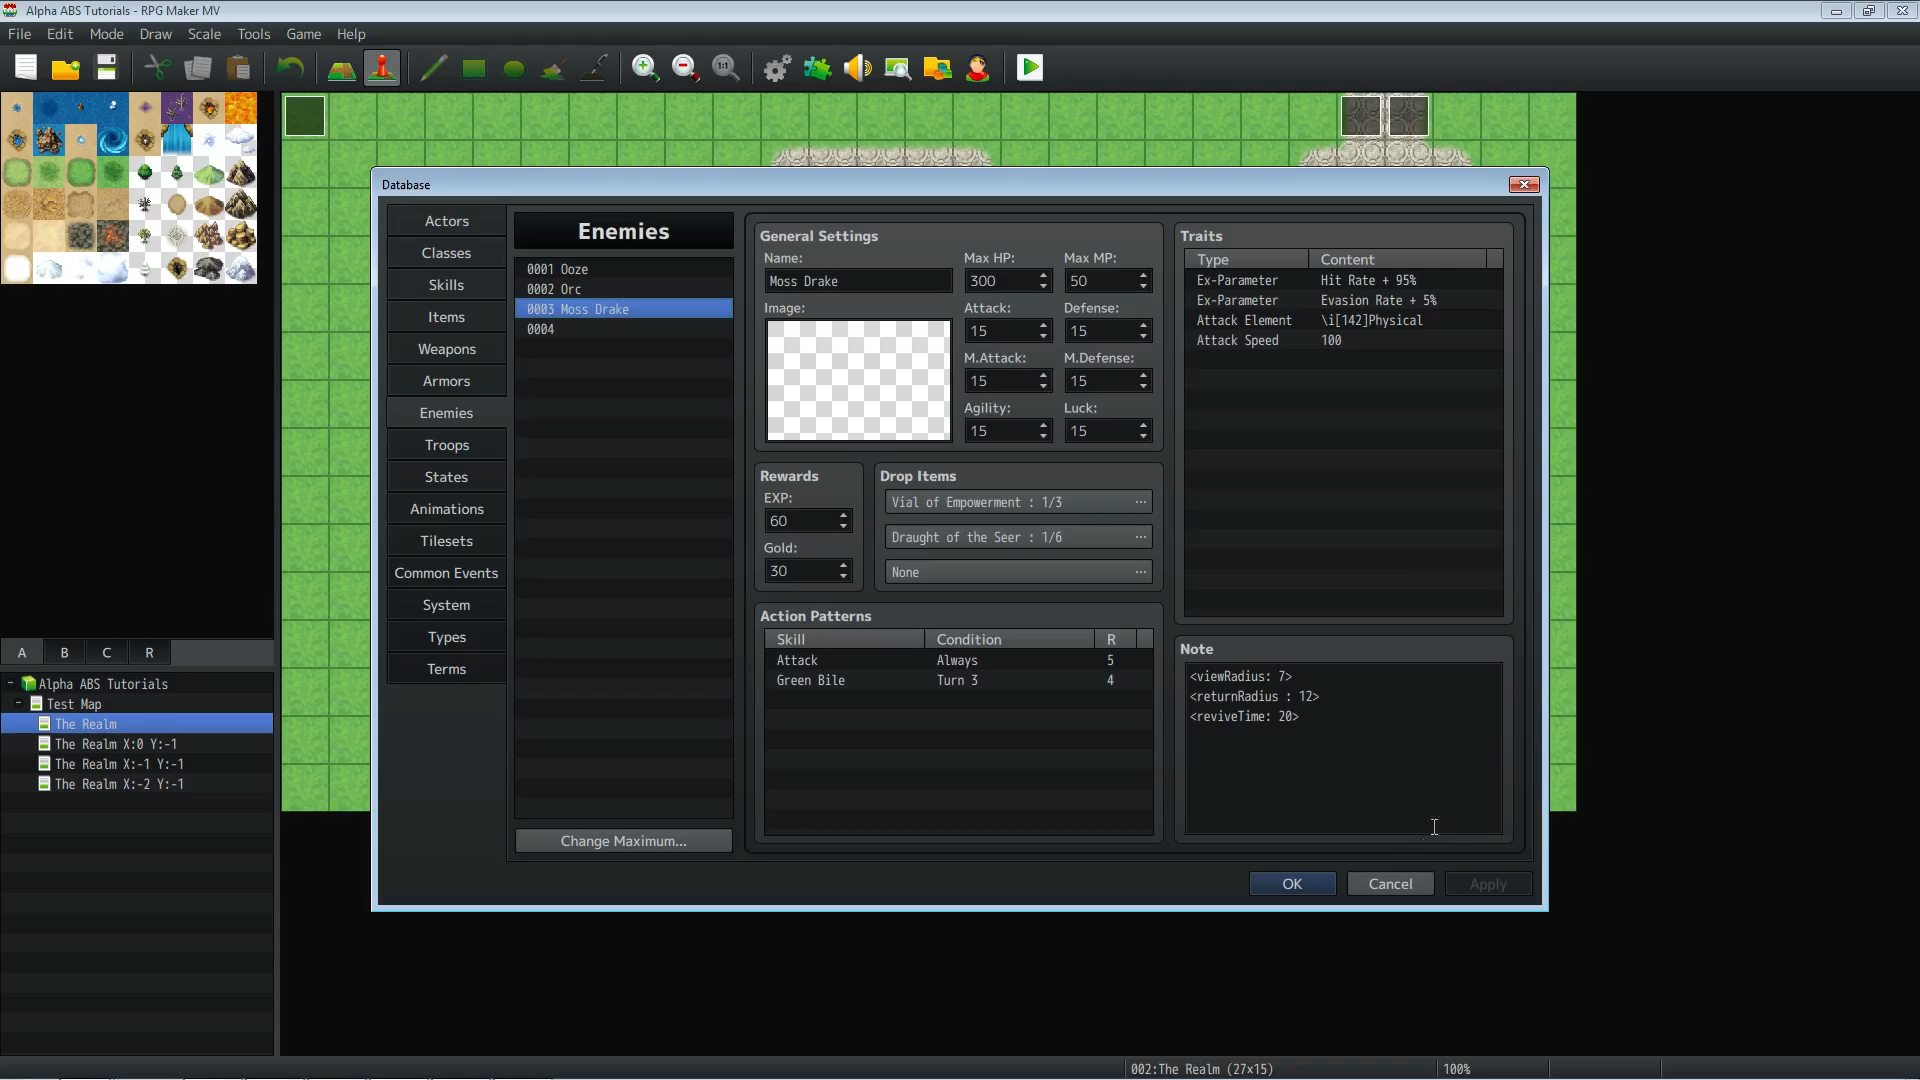 Alpha ABS Tutorials - RPG Maker MV
File Edit Mode Draw Scale Tools Game Help
1:1
Database
Actors
Classes
Skills
Items
Weapons
Armors
Enemies
Troops
States
Animations
Tilesets
Common Events
System
Types
Terms
Enemies
0001 Ooze
0002 Orc
0003 Moss Drake
0004
Change Maximum...
General Settings
Name:
Moss Drake
Image:
Max HP: Max MP:
300 50
Attack: Defense:
15 15
M.Attack: M.Defense:
15 15
Agility: Luck:
15 15
Rewards
EXP:
60
Gold:
30
Drop Items
Vial of Empowerment : 1/3 ...
Draught of the Seer : 1/6 ...
None ...
Action Patterns
Skill Condition R
Attack Always 5
Green Bile Turn 3 4
Traits
Type Content
Ex-Parameter Hit Rate + 95%
Ex-Parameter Evasion Rate + 5%
Attack Element \i[142]Physical
Attack Speed 100
Note
<viewRadius: 7>
<returnRadius : 12>
<reviveTime: 20>
OK Cancel Apply
A B C R
Alpha ABS Tutorials
Test Map
The Realm
The Realm X:0 Y:-1
The Realm X:-1 Y:-1
The Realm X:-2 Y:-1
002:The Realm (27x15) 100%